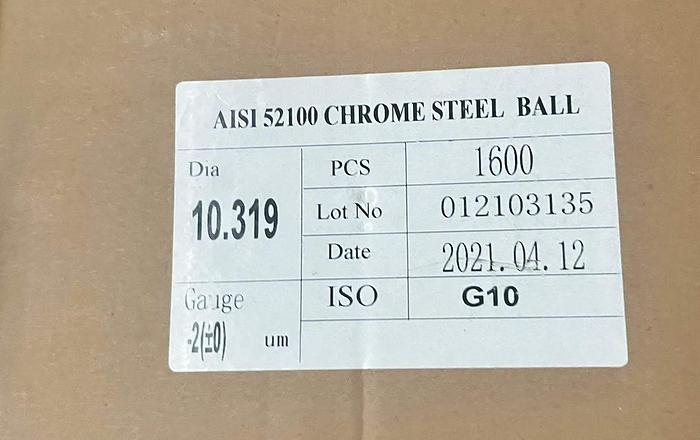 AISI 52100 CHROME STEEL BALL
Dia
10.319
PCS 1600
Lot No 012103135
Date 2021.04.12
ISO G10
Gauge
-2(±0) um